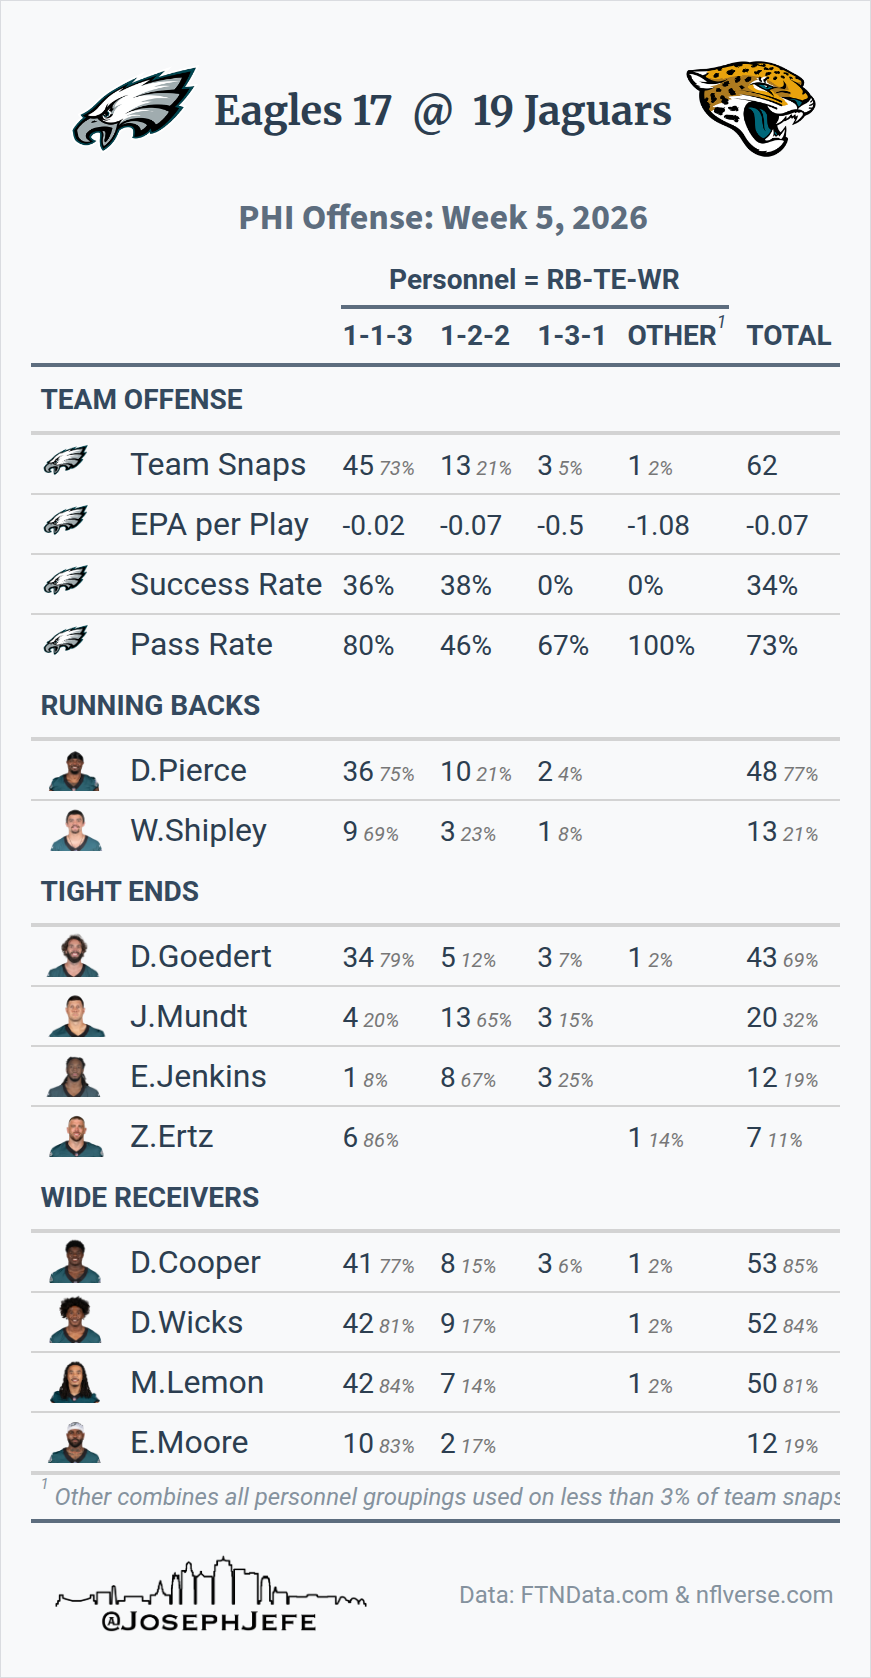 Eagles 17 @ 19 Jaguars
PHI Offense: Week 5, 2026
Personnel = RB-TE-WR
1-1-3 1-2-2 1-3-1 OTHER1 TOTAL
TEAM OFFENSE
Team Snaps 45 73% 13 21% 3 5% 1 2% 62
EPA per Play -0.02 -0.07 -0.5 -1.08 -0.07
Success Rate 36% 38% 0% 0% 34%
Pass Rate 80% 46% 67% 100% 73%
RUNNING BACKS
D.Pierce 36 75% 10 21% 2 4% 48 77%
W.Shipley 9 69% 3 23% 1 8% 13 21%
TIGHT ENDS
D.Goedert 34 79% 5 12% 3 7% 1 2% 43 69%
J.Mundt 4 20% 13 65% 3 15% 20 32%
E.Jenkins 1 8% 8 67% 3 25% 12 19%
Z.Ertz 6 86% 1 14% 7 11%
WIDE RECEIVERS
D.Cooper 41 77% 8 15% 3 6% 1 2% 53 85%
D.Wicks 42 81% 9 17% 1 2% 52 84%
M.Lemon 42 84% 7 14% 1 2% 50 81%
E.Moore 10 83% 2 17% 12 19%
1 Other combines all personnel groupings used on less than 3% of team snaps
@JosephJefe
Data: FTNData.com & nflverse.com